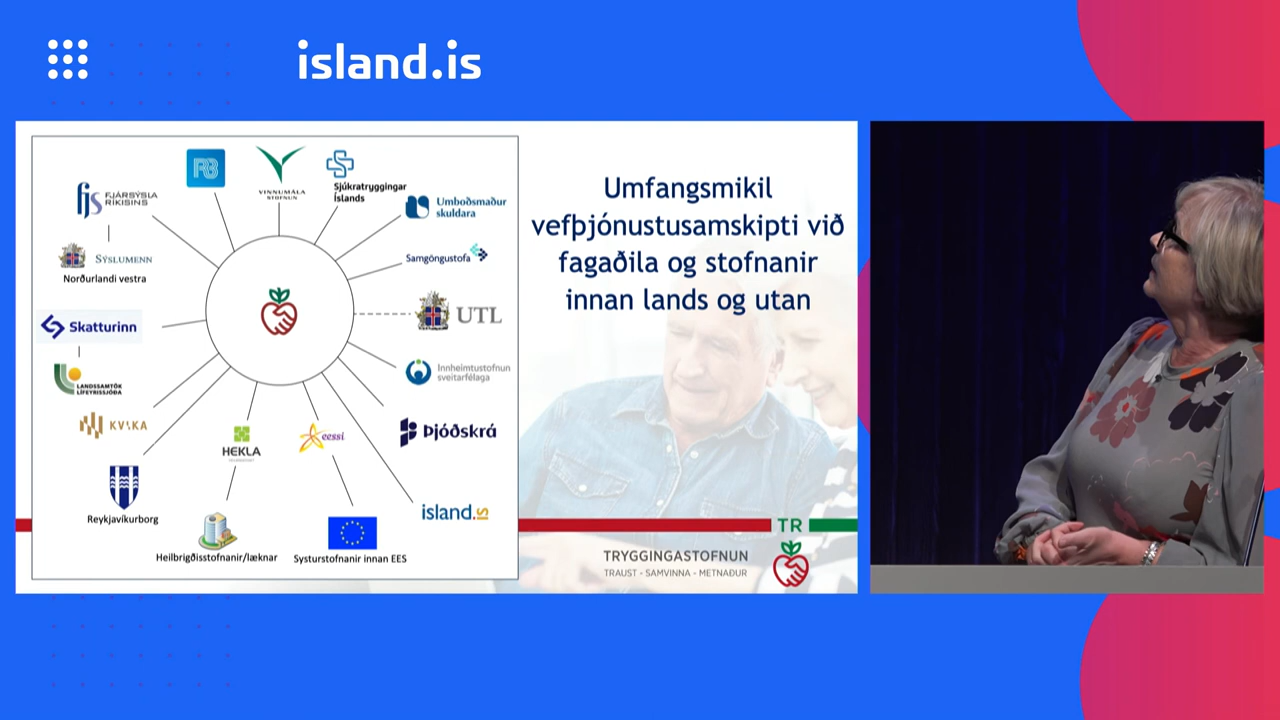 island.is
RB
VINNUMÁLA
STOFNUN
Sjúkratryggingar
Íslands
FJÁRSÝSLA
RÍKISINS
fjs
Umboðsmaður
skuldara
SÝSLUMENN
Norðurlandi vestra
Samgöngustofa
UTL
Skatturinn
Innheimtustofnun
sveitarfélaga
LANDSSAMTÖK
LÍFEYRISSJÓÐA
KVIKA
HEKLA
eessi
Þjóðskrá
Reykjavíkurborg
island.is
Heilbrigðisstofnanir/læknar
Systurstofnanir innan EES
Umfangsmikil
vefþjónustusamskipti við
fagaðila og stofnanir
innan lands og utan
TR
TRYGGINGASTOFNUN
TRAUST - SAMVINNA - METNAÐUR